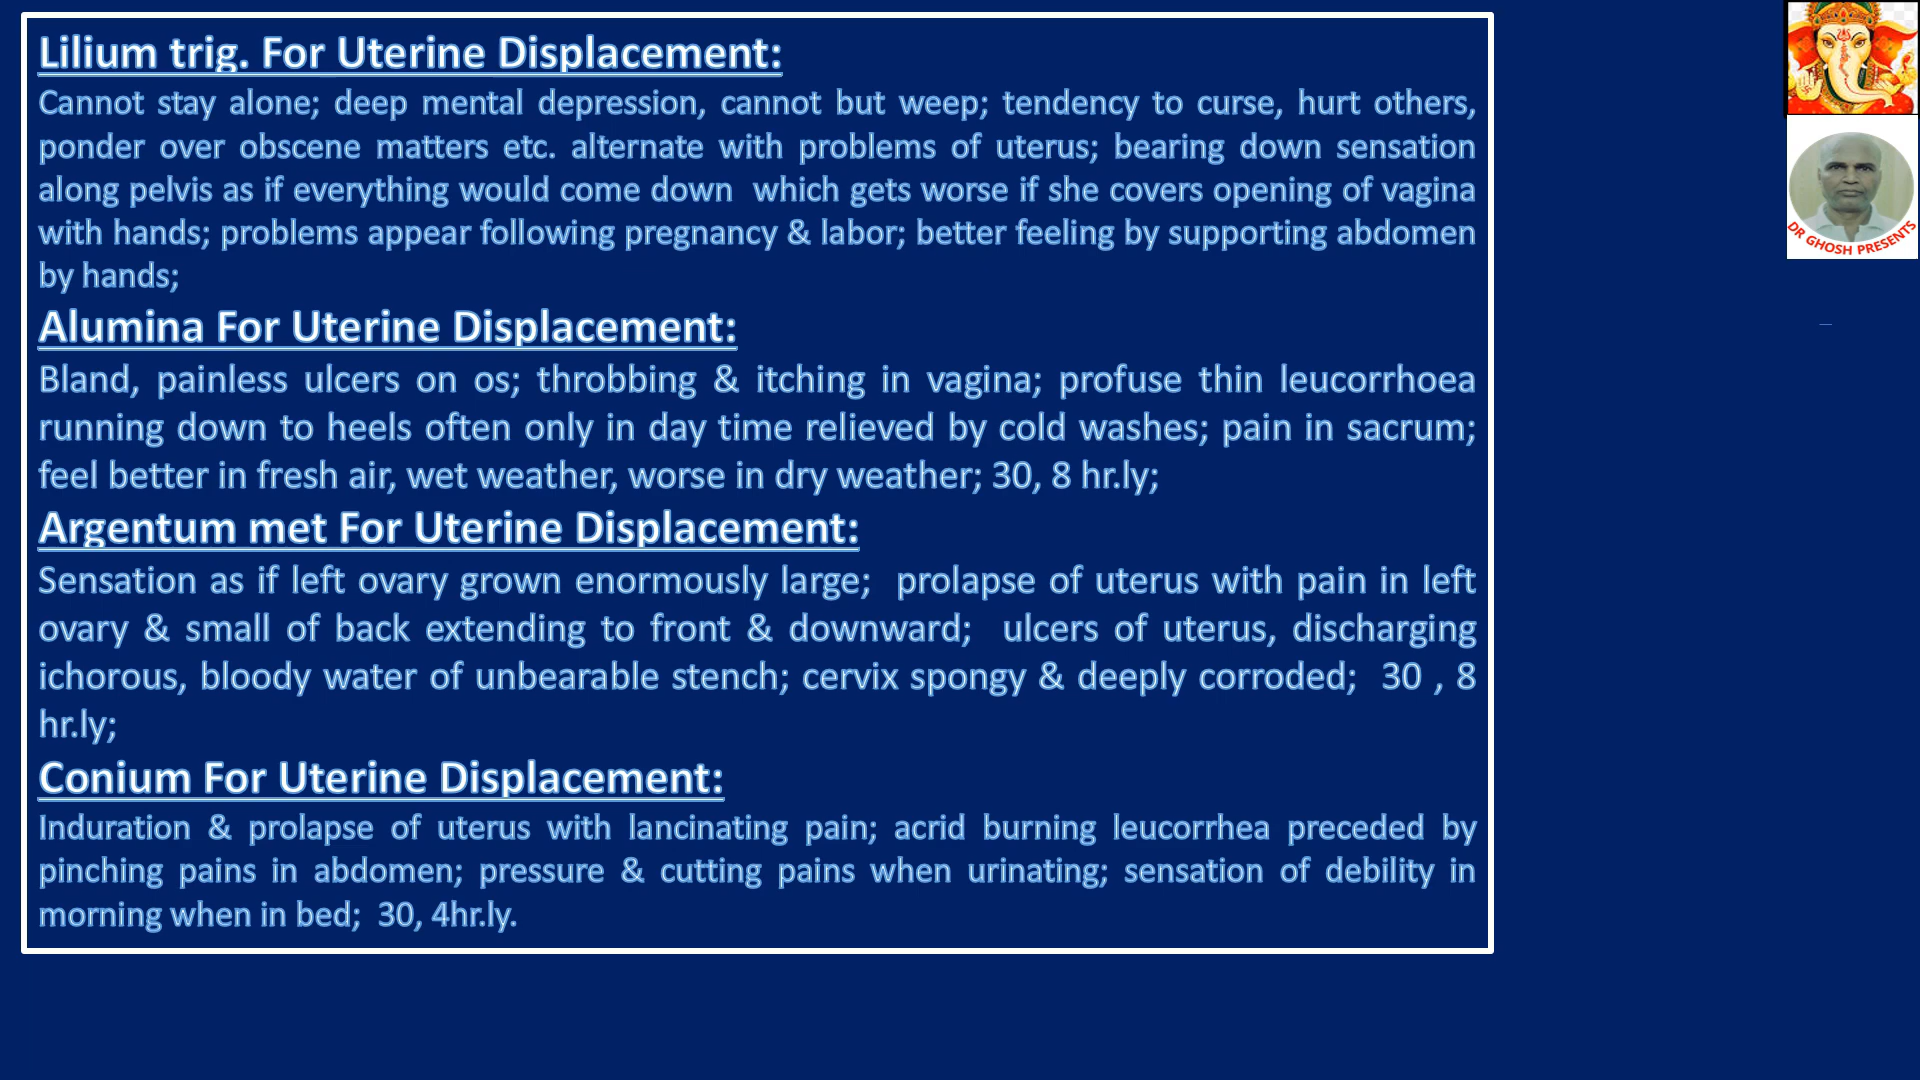 Lilium trig. For Uterine Displacement:
Cannot stay alone; deep mental depression, cannot but weep; tendency to curse, hurt others,
ponder over obscene matters etc. alternate with problems of uterus; bearing down sensation
along pelvis as if everything would come down  which gets worse if she covers opening of vagina
with hands; problems appear following pregnancy & labor; better feeling by supporting abdomen
by hands;
Alumina For Uterine Displacement:
Bland, painless ulcers on os; throbbing & itching in vagina; profuse thin leucorrhoea
running down to heels often only in day time relieved by cold washes; pain in sacrum;
feel better in fresh air, wet weather, worse in dry weather; 30, 8 hr.ly;
Argentum met For Uterine Displacement:
Sensation as if left ovary grown enormously large;  prolapse of uterus with pain in left
ovary & small of back extending to front & downward;  ulcers of uterus, discharging
ichorous, bloody water of unbearable stench; cervix spongy & deeply corroded;  30 , 8
hr.ly;
Conium For Uterine Displacement:
Induration & prolapse of uterus with lancinating pain; acrid burning leucorrhea preceded by
pinching pains in abdomen; pressure & cutting pains when urinating; sensation of debility in
morning when in bed;  30, 4hr.ly.
DR GHOSH PRESENTS